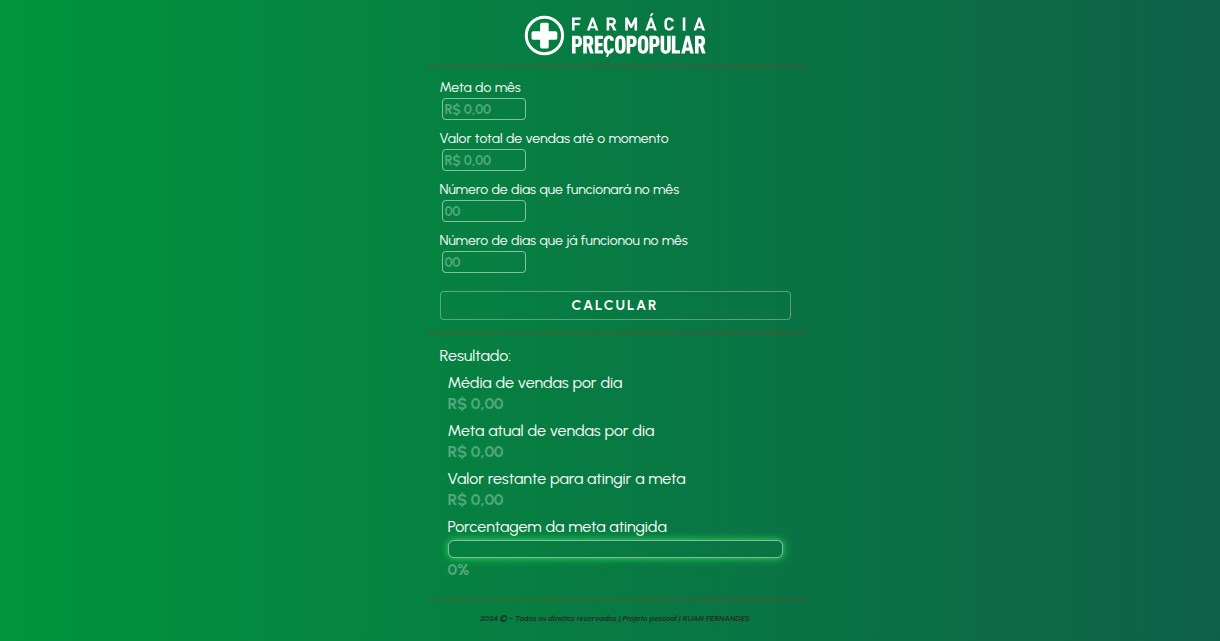 FARMÁCIA
PREÇOPOPULAR
Meta do mês
R$ 0,00
Valor total de vendas até o momento
R$ 0,00
Número de dias que funcionará no mês
00
Número de dias que já funcionou no mês
00
CALCULAR
Resultado:
Média de vendas por dia
R$ 0,00
Meta atual de vendas por dia
R$ 0,00
Valor restante para atingir a meta
R$ 0,00
Porcentagem da meta atingida
0%
2024 © - Todos os direitos reservados | Projeto pessoal | RUAN FERNANDES